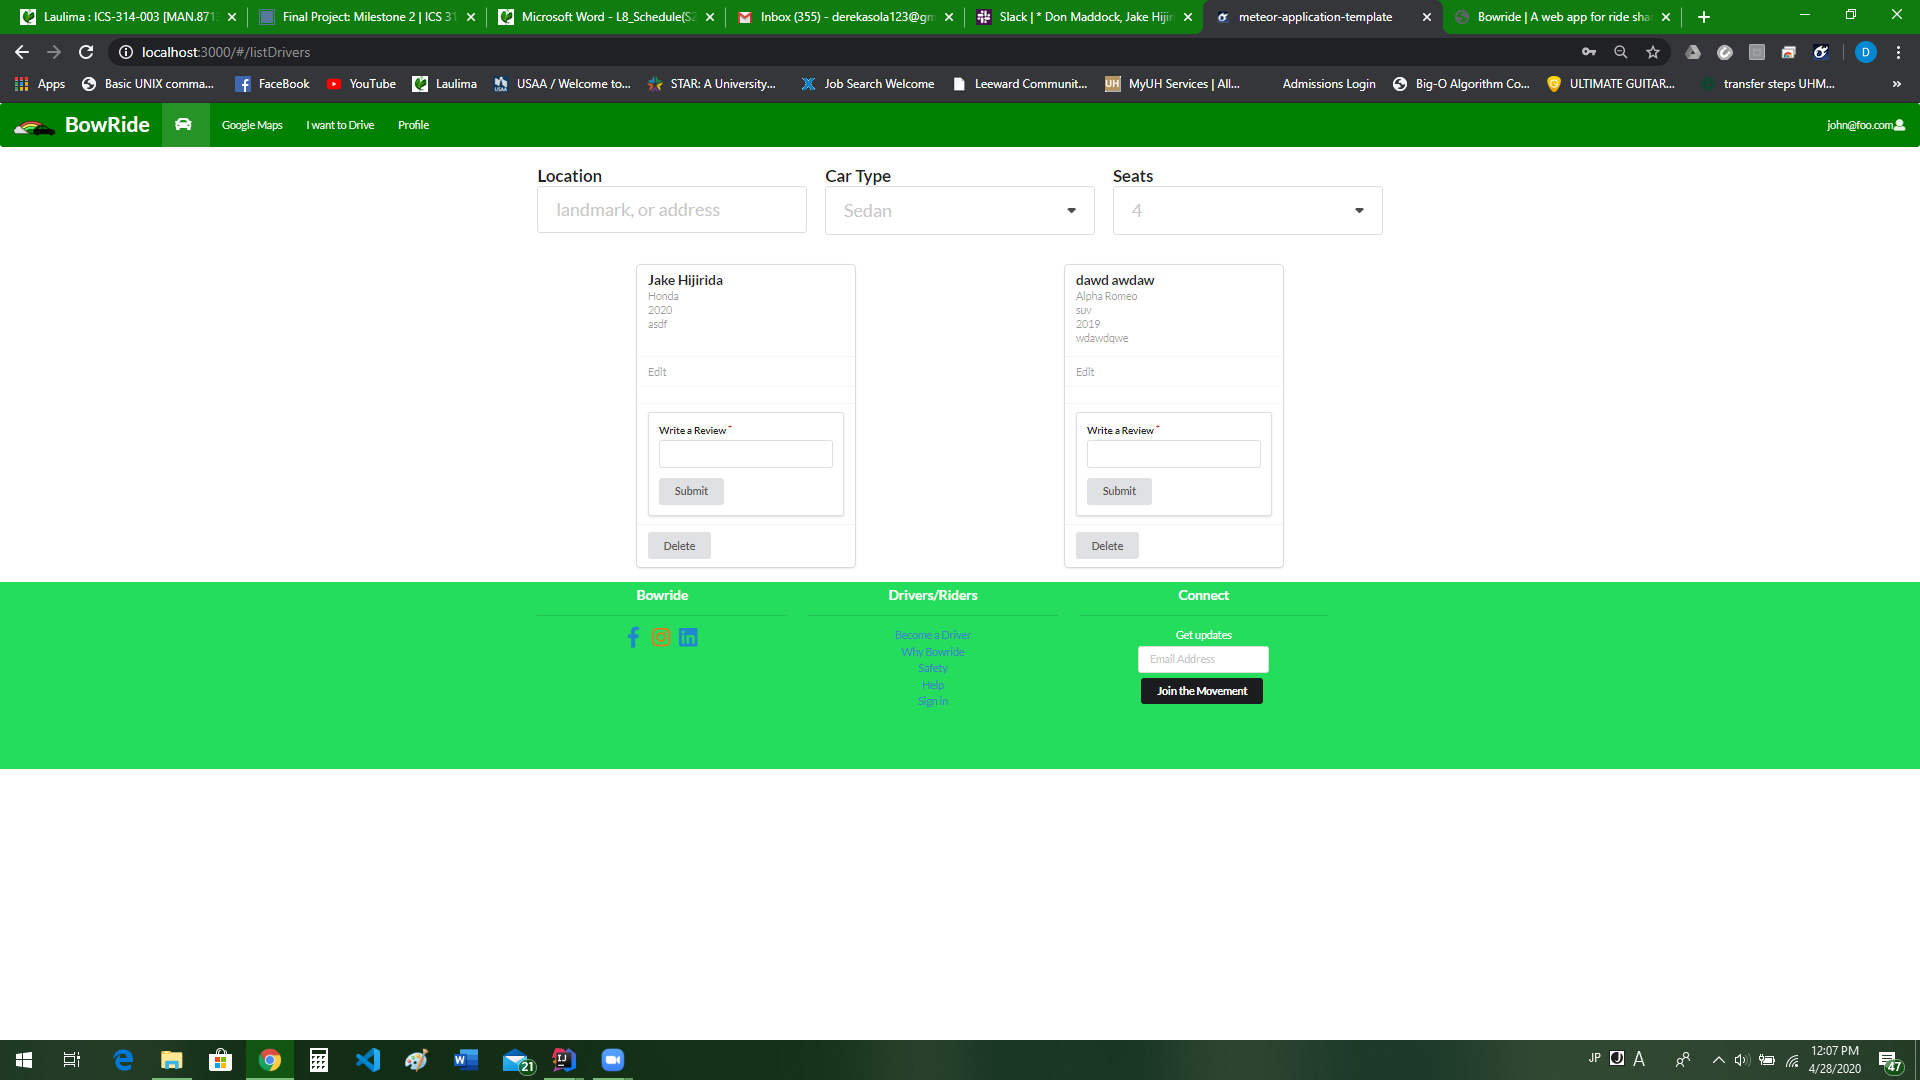 Laulima : ICS-314-003 [MAN.871
Final Project: Milestone 2 | ICS 31
Microsoft Word - L8_Schedule(S2
Inbox (355) - derekasola123@gm
Slack | * Don Maddock, Jake Hijir
meteor-application-template
Bowride | A web app for ride sha
localhost:3000/#/listDrivers
D
Apps
Basic UNIX comma...
FaceBook
YouTube
Laulima
USAA / Welcome to...
STAR: A University...
Job Search Welcome
Leeward Communit...
MyUH Services | All...
Admissions Login
Big-O Algorithm Co...
ULTIMATE GUITAR...
transfer steps UHM...
»
BowRide
Google Maps
I want to Drive
Profile
john@foo.com
Location
Car Type
Seats
landmark, or address
Sedan
4
Jake Hijirida
Honda
2020
asdf
Edit
Write a Review *
Submit
Delete
dawd awdaw
Alpha Romeo
suv
2019
wdawdqwe
Edit
Write a Review *
Submit
Delete
Bowride
Drivers/Riders
Become a Driver
Why Bowride
Safety
Help
Sign in
Connect
Get updates
Email Address
Join the Movement
21
JP
A
12:07 PM
4/28/2020
47